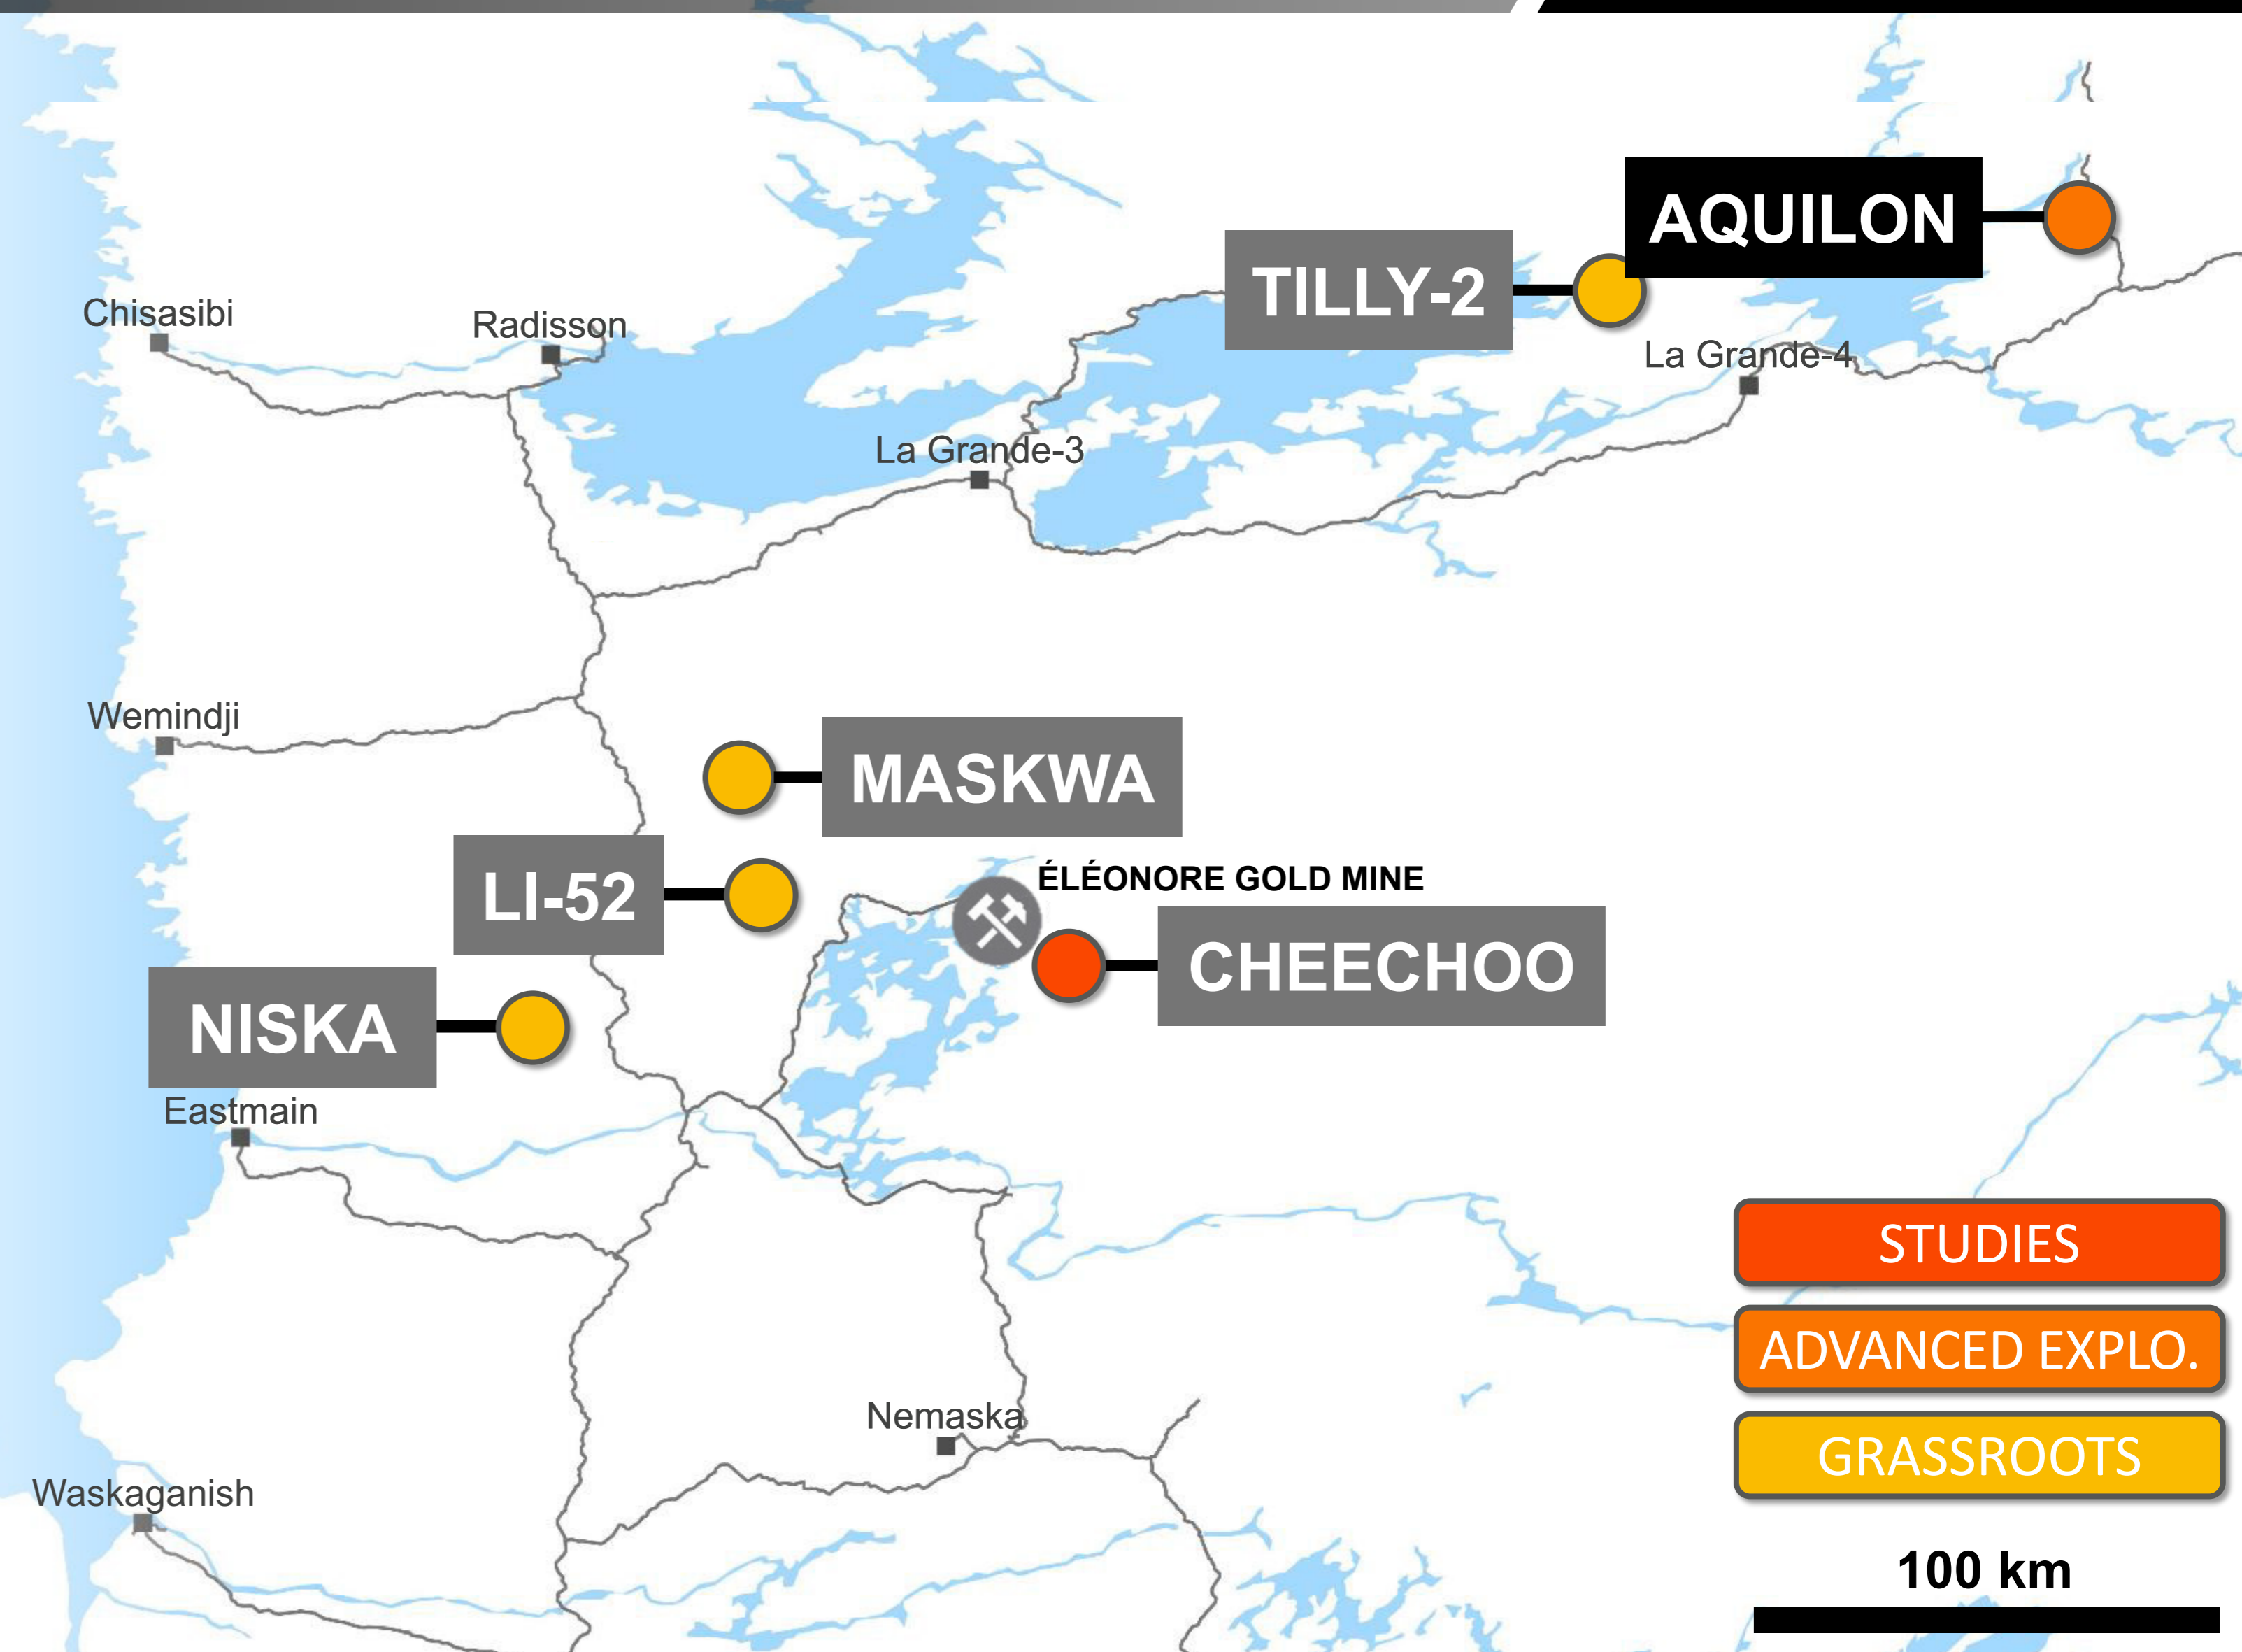 AQUILON
TILLY-2
Chisasibi
Radisson
La Grande-4
La Grande-3
Wemindji
MASKWA
LI-52
ÉLÉONORE GOLD MINE
CHEECHOO
NISKA
Eastmain
STUDIES
ADVANCED EXPLO.
GRASSROOTS
Nemaska
Waskaganish
100 km